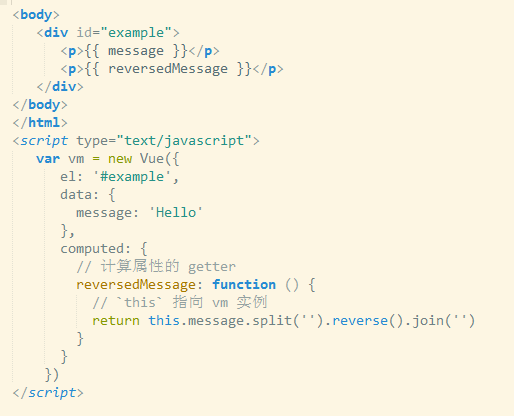 <body>
<div id="example">
<p>{{ message }}</p>
<p>{{ reversedMessage }}</p>
</div>
</body>
</html>
<script type="text/javascript">
var vm = new Vue({
el: '#example',
data: {
message: 'Hello'
},
computed: {
// 计算属性的 getter
reversedMessage: function () {
// `this` 指向 vm 实例
return this.message.split('').reverse().join('')
}
}
})
</script>